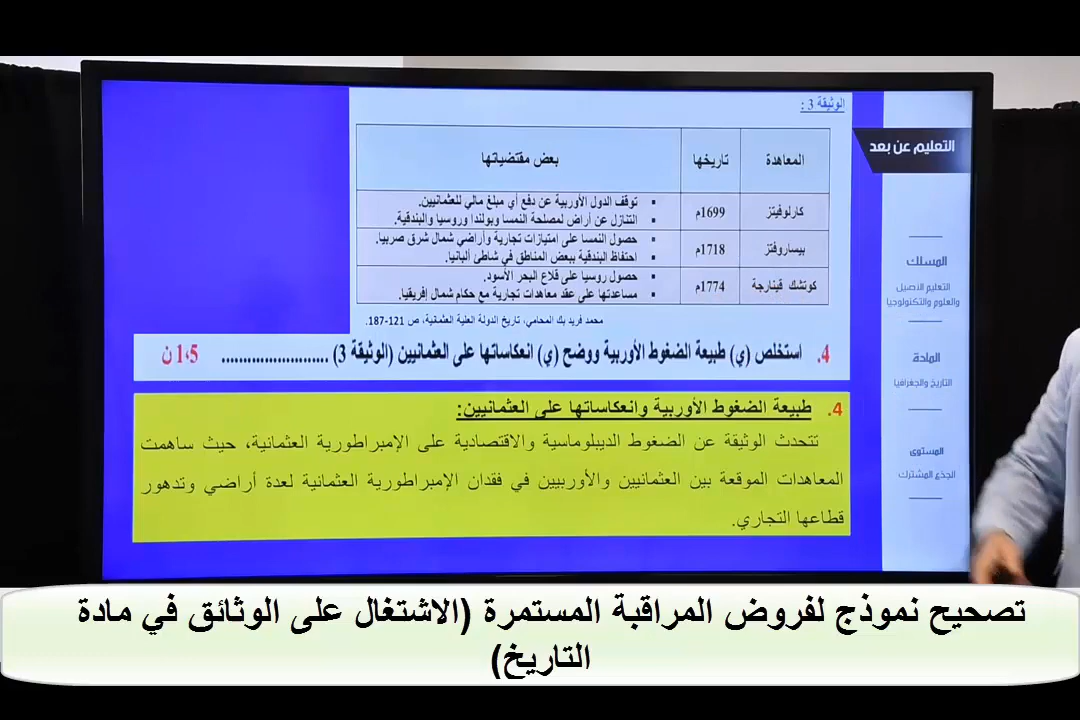 الوثيقة 3 :
المعاهدة تاريخها بعض مقتضياتها
كارلوفيتز 1699م
▪ توقف الدول الأوربية عن دفع أي مبلغ مالي للعثمانيين.
▪ التنازل عن أراض لمصلحة النمسا وبولندا وروسيا والبندقية.
بيساروفتز 1718م
▪ حصول النمسا على امتيازات تجارية وأراضي شمال شرق صربيا.
▪ احتفاظ البندقية ببعض المناطق في شاطئ ألبانيا.
كوتشك قينارجة 1774م
▪ حصول روسيا على قلاع البحر الأسود.
▪ مساعدتها على عقد معاهدات تجارية مع حكام شمال إفريقيا.
محمد فريد بك المحامي، تاريخ الدولة العلية العثمانية، ص 121-187.
4. استخلص (ي) طبيعة الضغوط الأوربية ووضح (ي) انعكاساتها على العثمانيين (الوثيقة 3) ......................... 1،5 ن
4. طبيعة الضغوط الأوربية وانعكاساتها على العثمانيين:
تتحدث الوثيقة عن الضغوط الديبلوماسية والاقتصادية على الإمبراطورية العثمانية، حيث ساهمت
المعاهدات الموقعة بين العثمانيين والأوربيين في فقدان الإمبراطورية العثمانية لعدة أراضي وتدهور
قطاعها التجاري.
التعليم عن بعد
المسلك
التعليم الأصيل
والعلوم والتكنولوجيا
المادة
التاريخ والجغرافيا
المستوى
الجذع المشترك
تصحيح نموذج لفروض المراقبة المستمرة (الاشتغال على الوثائق في مادة
التاريخ)